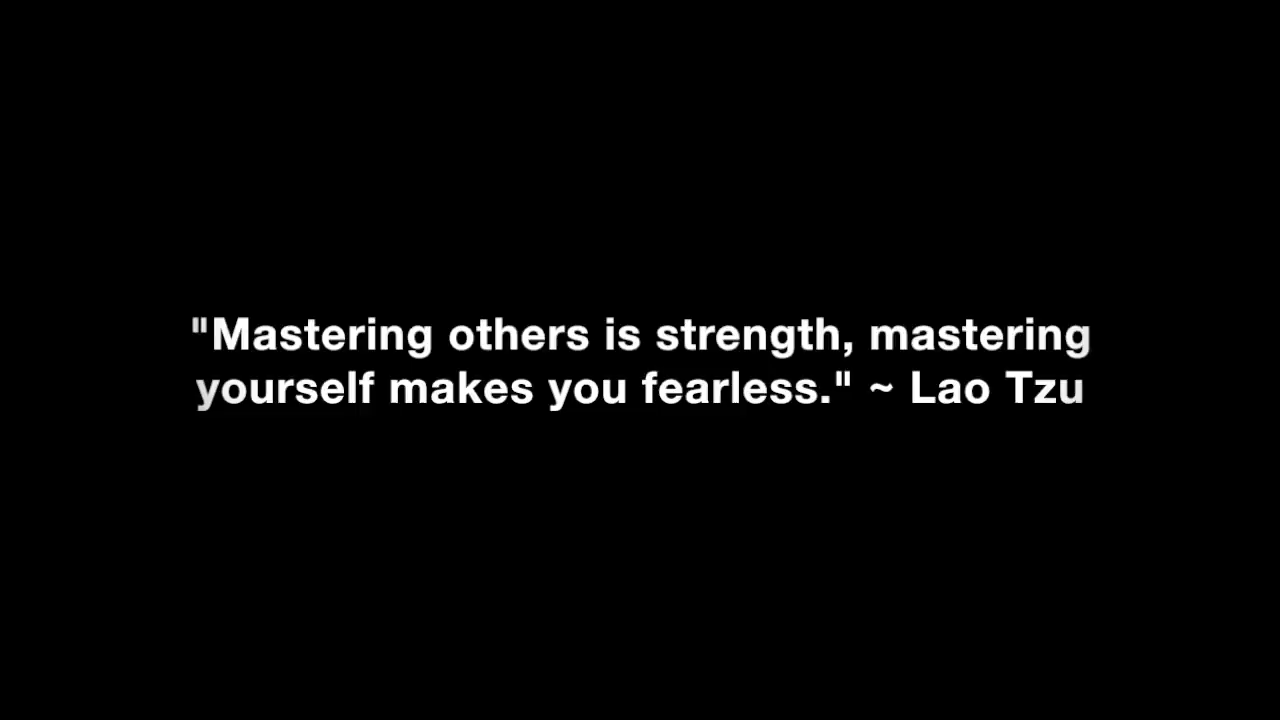 "Mastering others is strength, mastering
yourself makes you fearless." ~ Lao Tzu